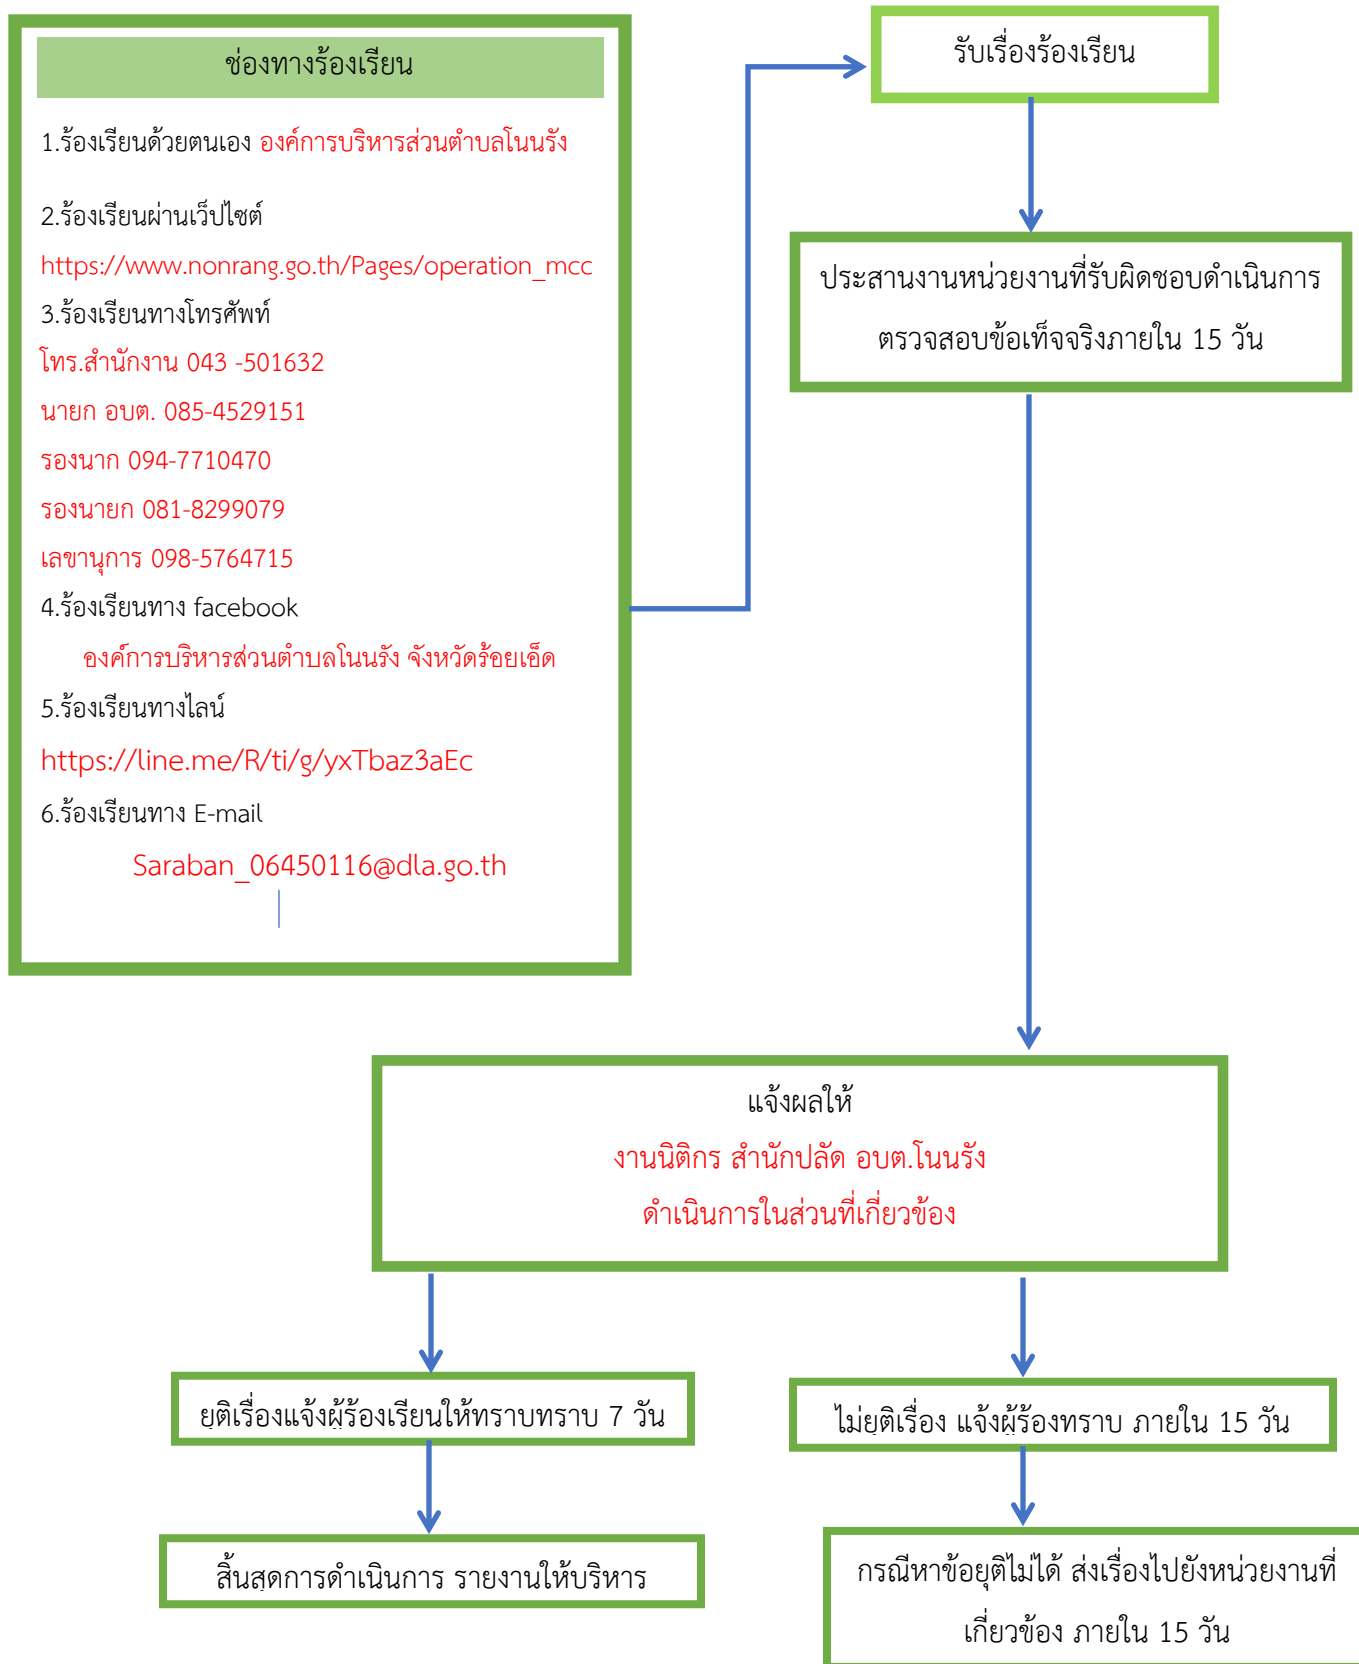 ช่องทางร้องเรียน
1.ร้องเรียนด้วยตนเอง องค์การบริหารส่วนตำบลโนนรัง
2.ร้องเรียนผ่านเว็ปไซต์
https://www.nonrang.go.th/Pages/operation_mcc
3.ร้องเรียนทางโทรศัพท์
โทร.สำนักงาน 043 -501632
นายก อบต. 085-4529151
รองนาก 094-7710470
รองนายก 081-8299079
เลขานุการ 098-5764715
4.ร้องเรียนทาง facebook
องค์การบริหารส่วนตำบลโนนรัง จังหวัดร้อยเอ็ด
5.ร้องเรียนทางไลน์
https://line.me/R/ti/g/yxTbaz3aEc
6.ร้องเรียนทาง E-mail
Saraban_06450116@dla.go.th
รับเรื่องร้องเรียน
ประสานงานหน่วยงานที่รับผิดชอบดำเนินการ
ตรวจสอบข้อเท็จจริงภายใน 15 วัน
แจ้งผลให้
งานนิติกร สำนักปลัด อบต.โนนรัง
ดำเนินการในส่วนที่เกี่ยวข้อง
ยุติเรื่องแจ้งผู้ร้องเรียนให้ทราบทราบ 7 วัน
ไม่ยุติเรื่อง แจ้งผู้ร้องทราบ ภายใน 15 วัน
สิ้นสุดการดำเนินการ รายงานให้บริหาร
กรณีหาข้อยุติไม่ได้ ส่งเรื่องไปยังหน่วยงานที่
เกี่ยวข้อง ภายใน 15 วัน